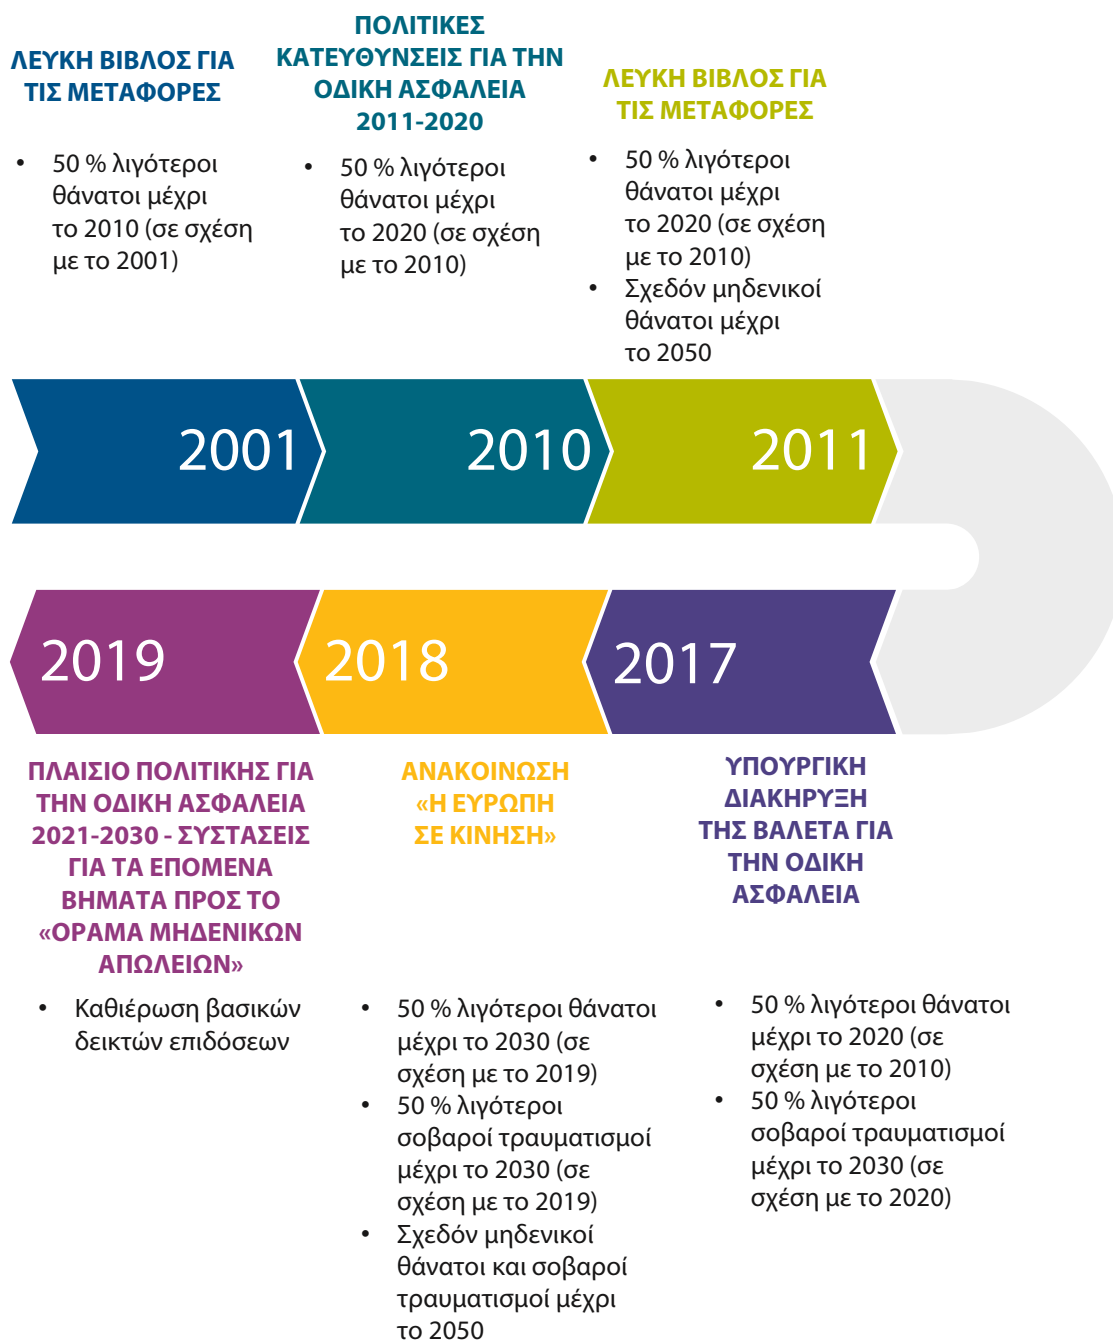 ΛΕΥΚΗ ΒΙΒΛΟΣ ΓΙΑ
ΤΙΣ ΜΕΤΑΦΟΡΕΣ
• 50 % λιγότεροι
θάνατοι μέχρι
το 2010 (σε σχέση
με το 2001)
ΠΟΛΙΤΙΚΕΣ
ΚΑΤΕΥΘΥΝΣΕΙΣ ΓΙΑ ΤΗΝ
ΟΔΙΚΗ ΑΣΦΑΛΕΙΑ
2011-2020
• 50 % λιγότεροι
θάνατοι μέχρι
το 2020 (σε σχέση
με το 2010)
ΛΕΥΚΗ ΒΙΒΛΟΣ ΓΙΑ
ΤΙΣ ΜΕΤΑΦΟΡΕΣ
• 50 % λιγότεροι
θάνατοι μέχρι
το 2020 (σε σχέση
με το 2010)
• Σχεδόν μηδενικοί
θάνατοι μέχρι
το 2050
2001
2010
2011
2019
2018
2017
ΠΛΑΙΣΙΟ ΠΟΛΙΤΙΚΗΣ ΓΙΑ
ΤΗΝ ΟΔΙΚΗ ΑΣΦΑΛΕΙΑ
2021-2030 - ΣΥΣΤΑΣΕΙΣ
ΓΙΑ ΤΑ ΕΠΟΜΕΝΑ
ΒΗΜΑΤΑ ΠΡΟΣ ΤΟ
«ΟΡΑΜΑ ΜΗΔΕΝΙΚΩΝ
ΑΠΩΛΕΙΩΝ»
• Καθιέρωση βασικών
δεικτών επιδόσεων
ΑΝΑΚΟΙΝΩΣΗ
«Η ΕΥΡΩΠΗ
ΣΕ ΚΙΝΗΣΗ»
• 50 % λιγότεροι θάνατοι
μέχρι το 2030 (σε
σχέση με το 2019)
• 50 % λιγότεροι
σοβαροί τραυματισμοί
μέχρι το 2030 (σε
σχέση με το 2019)
• Σχεδόν μηδενικοί
θάνατοι και σοβαροί
τραυματισμοί μέχρι
το 2050
ΥΠΟΥΡΓΙΚΗ
ΔΙΑΚΗΡΥΞΗ
ΤΗΣ ΒΑΛΕΤΑ ΓΙΑ
ΤΗΝ ΟΔΙΚΗ
ΑΣΦΑΛΕΙΑ
• 50 % λιγότεροι θάνατοι
μέχρι το 2020 (σε
σχέση με το 2010)
• 50 % λιγότεροι
σοβαροί τραυματισμοί
μέχρι το 2030 (σε
σχέση με το 2020)